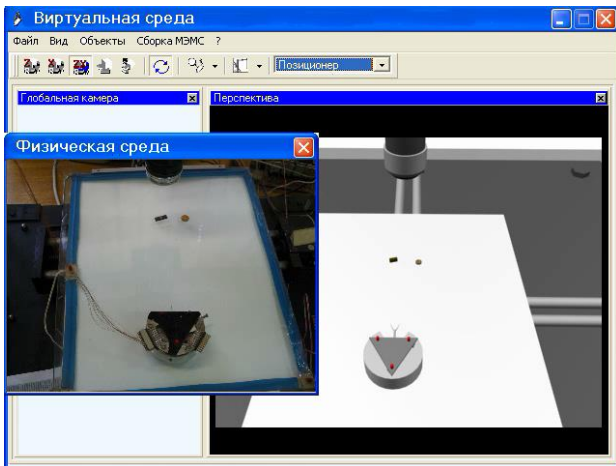 Виртуальная среда
Файл Вид Объекты Сборка МЭМС ?
Позиционер
Глобальная камера
Перспектива
Физическая среда